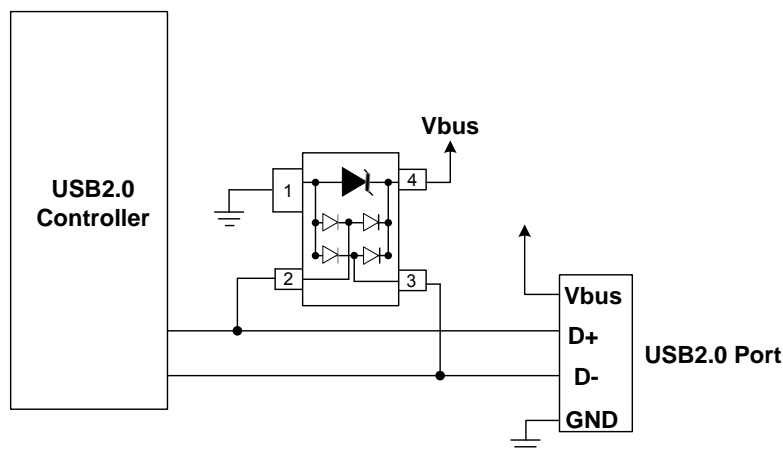 Vbus
1
4
USB2.0
Controller
2
3
Vbus
D+
USB2.0 Port
D-
GND